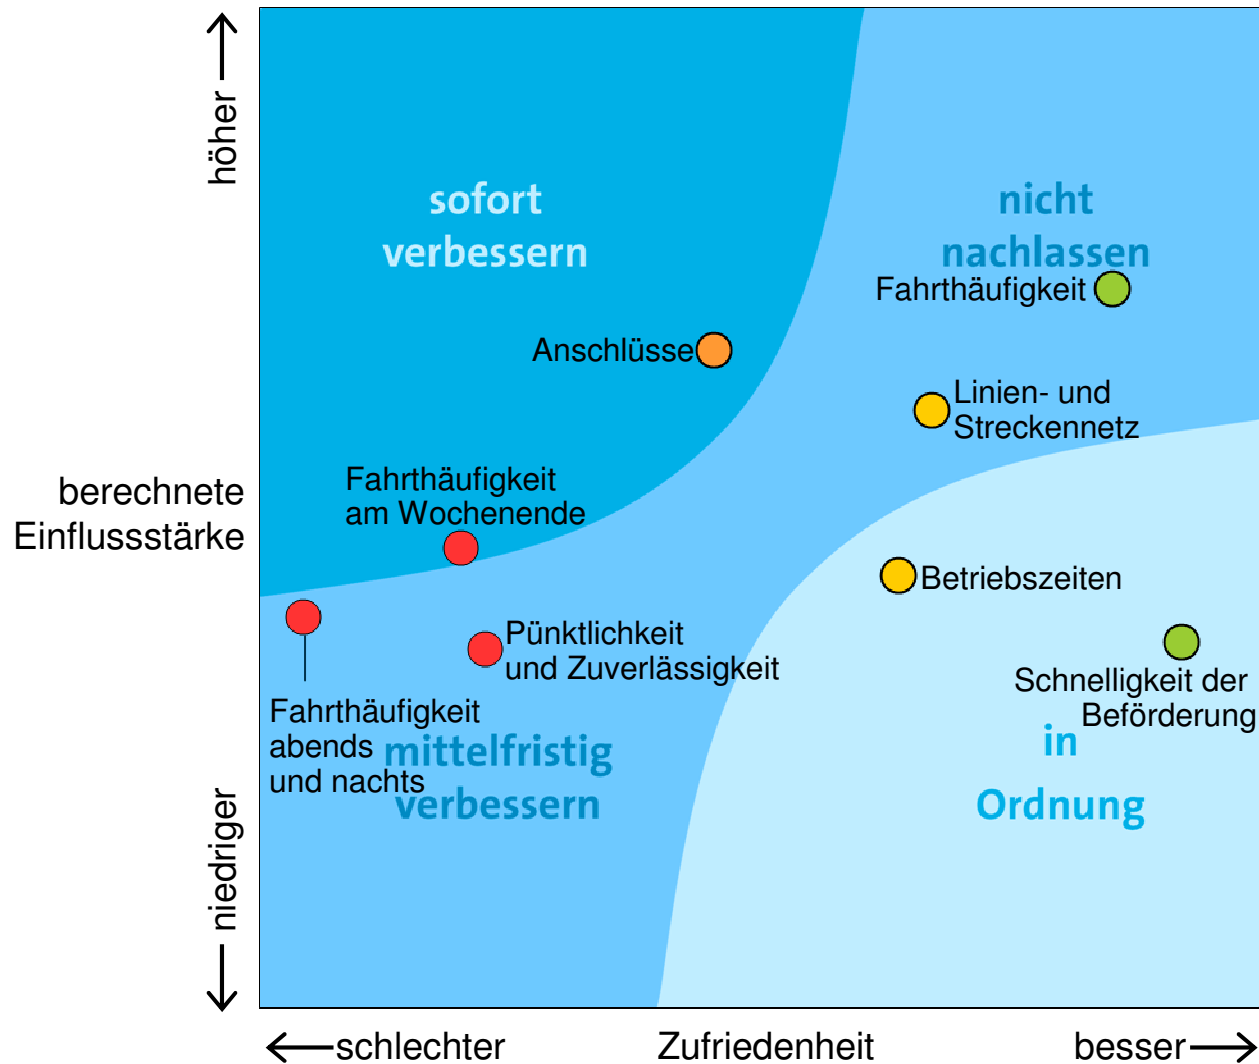 höher
sofort
verbessern
nicht
nachlassen
Fahrthäufigkeit
Anschlüsse
Linien- und
Streckennetz
Fahrthäufigkeit
am Wochenende
berechnete
Einflussstärke
Betriebszeiten
Pünktlichkeit
und Zuverlässigkeit
Schnelligkeit der
Beförderung
Fahrthäufigkeit
abends
und nachts
mittelfristig
verbessern
in
Ordnung
niedriger
schlechter Zufriedenheit besser